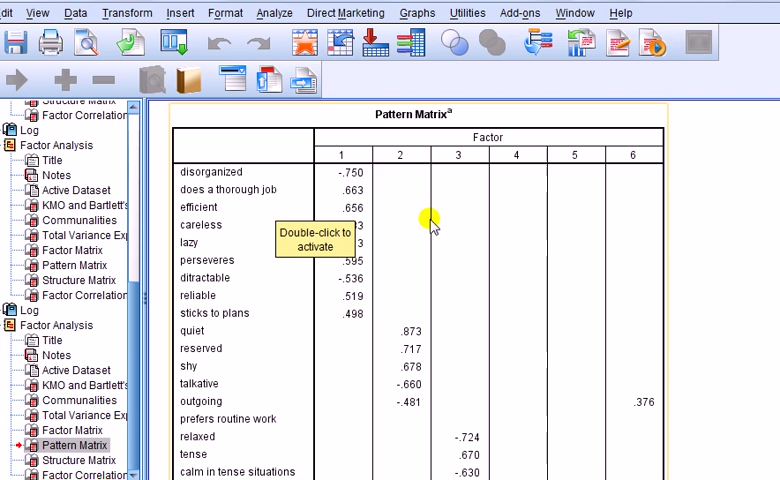 dit View Data Transform Insert Format Analyze Direct Marketing Graphs Utilities Add-ons Window Help
Structure Matrix
Factor Correlation
Log
Factor Analysis
Title
Notes
Active Dataset
KMO and Bartlett's
Communalities
Total Variance Exp
Factor Matrix
Pattern Matrix
Structure Matrix
Factor Correlation
Log
Factor Analysis
Title
Notes
Active Dataset
KMO and Bartlett's
Communalities
Total Variance Exp
Factor Matrix
Pattern Matrix
Structure Matrix
Factor Correlation
Pattern Matrixa
Factor
1 2 3 4 5 6
disorganized -.750
does a thorough job .663
efficient .656
careless
lazy
perseveres .595
ditractable -.536
reliable .519
sticks to plans .498
quiet .873
reserved .717
shy .678
talkative -.660
outgoing -.481 .376
prefers routine work
relaxed -.724
tense .670
calm in tense situations -.630
Double-click to
activate